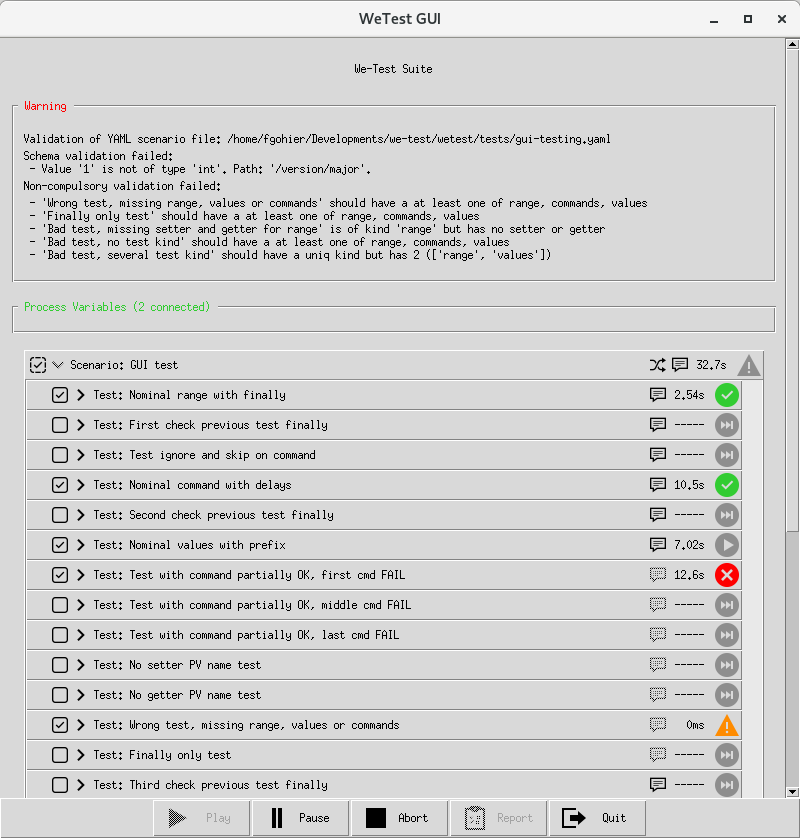 WeTest GUI
We-Test Suite
Warning
Validation of YAML scenario file: /home/fgohier/Developments/we-test/wetest/tests/gui-testing.yaml
Schema validation failed:
- Value '1' is not of type 'int'. Path: '/version/major'.
Non-compulsory validation failed:
- 'Wrong test, missing range, values or commands' should have a at least one of range, commands, values
- 'Finally only test' should have a at least one of range, commands, values
- 'Bad test, missing setter and getter for range' is of kind 'range' but has no setter or getter
- 'Bad test, no test kind' should have a at least one of range, commands, values
- 'Bad test, several test kind' should have a uniq kind but has 2 (['range', 'values'])
Process Variables (2 connected)
Scenario: GUI test 32.7s
Test: Nominal range with finally 2.54s
Test: First check previous test finally -----
Test: Test ignore and skip on command -----
Test: Nominal command with delays 10.5s
Test: Second check previous test finally -----
Test: Nominal values with prefix 7.02s
Test: Test with command partially OK, first cmd FAIL 12.6s
Test: Test with command partially OK, middle cmd FAIL -----
Test: Test with command partially OK, last cmd FAIL -----
Test: No setter PV name test -----
Test: No getter PV name test -----
Test: Wrong test, missing range, values or commands 0ms
Test: Finally only test -----
Test: Third check previous test finally -----
Play Pause Abort Report Quit